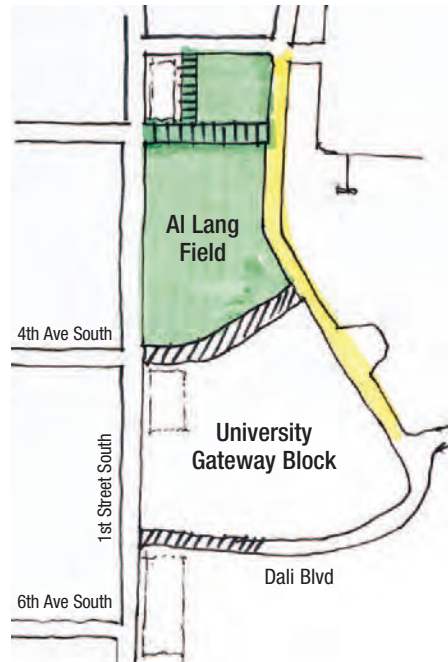 Al Lang
Field
4th Ave South
University
Gateway Block
1st Street South
Dali Blvd
6th Ave South